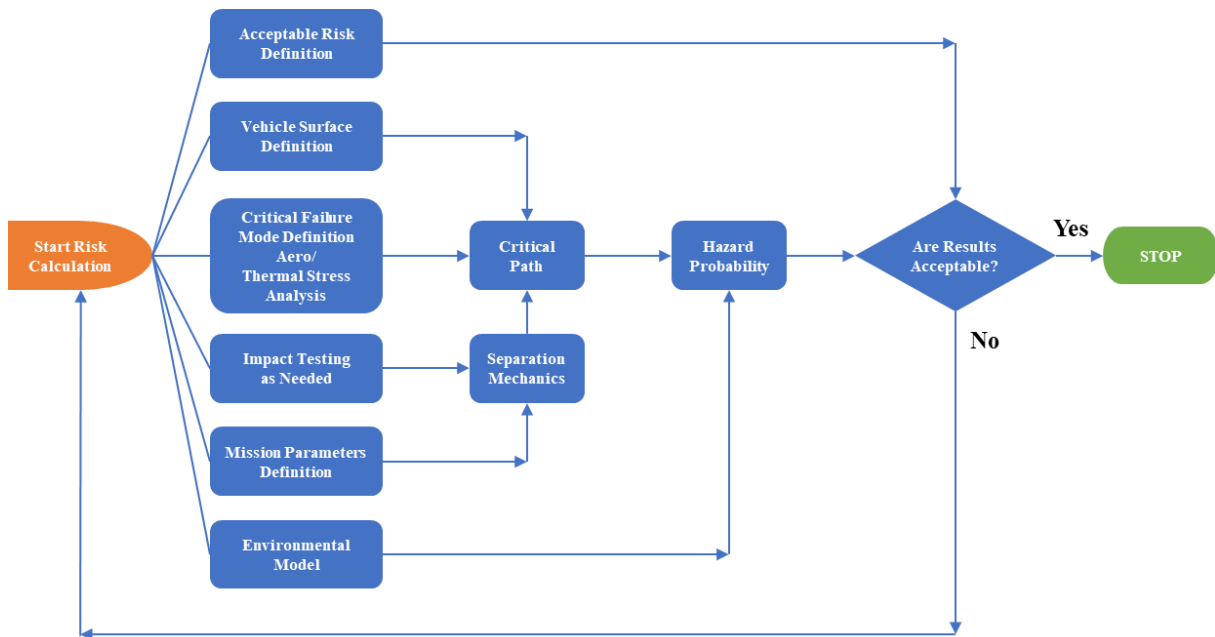 Acceptable Risk
Definition
Vehicle Surface
Definition
Start Risk
Calculation
Critical Failure
Mode Definition
Aero/
Thermal Stress
Analysis
Critical
Path
Hazard
Probability
Are Results
Acceptable?
Yes
STOP
No
Impact Testing
as Needed
Separation
Mechanics
Mission Parameters
Definition
Environmental
Model